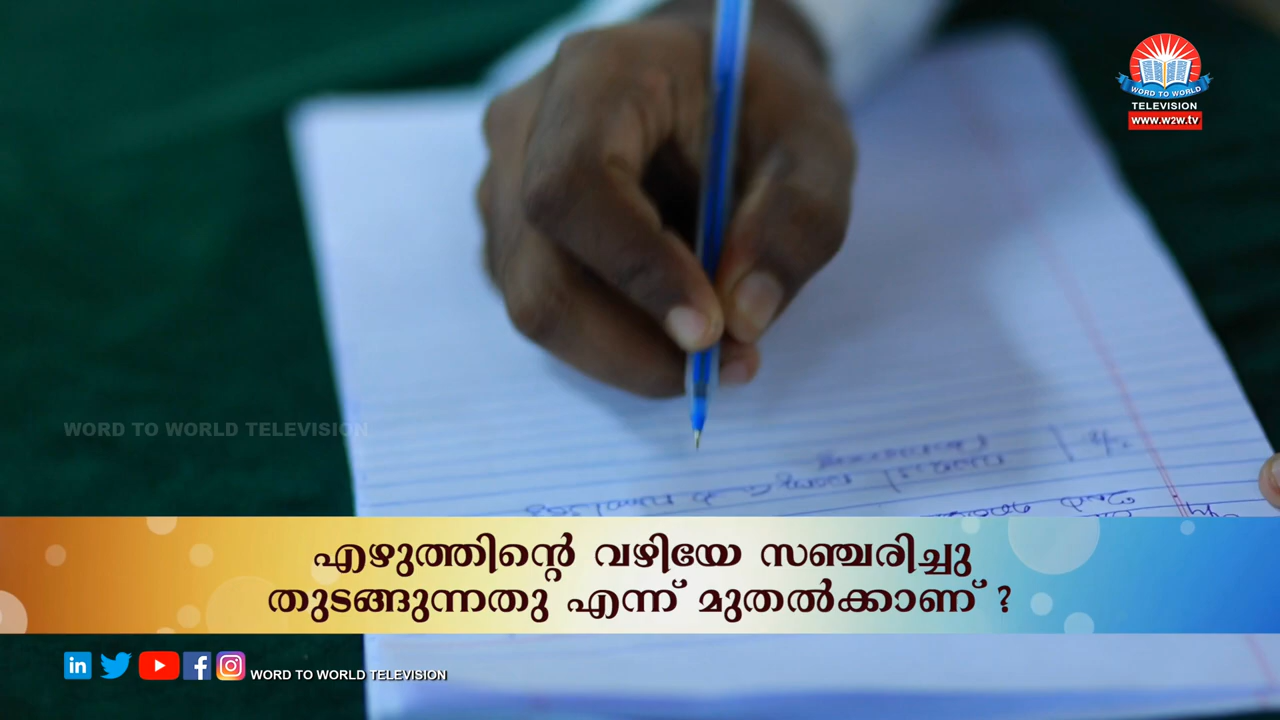 WORD TO WORLD
TELEVISION
www.w2w.tv
WORD TO WORLD TELEVISION
എഴുത്തിന്റെ വഴിയേ സഞ്ചരിച്ചു
തുടങ്ങുന്നതു എന്ന് മുതൽക്കാണ് ?
WORD TO WORLD TELEVISION